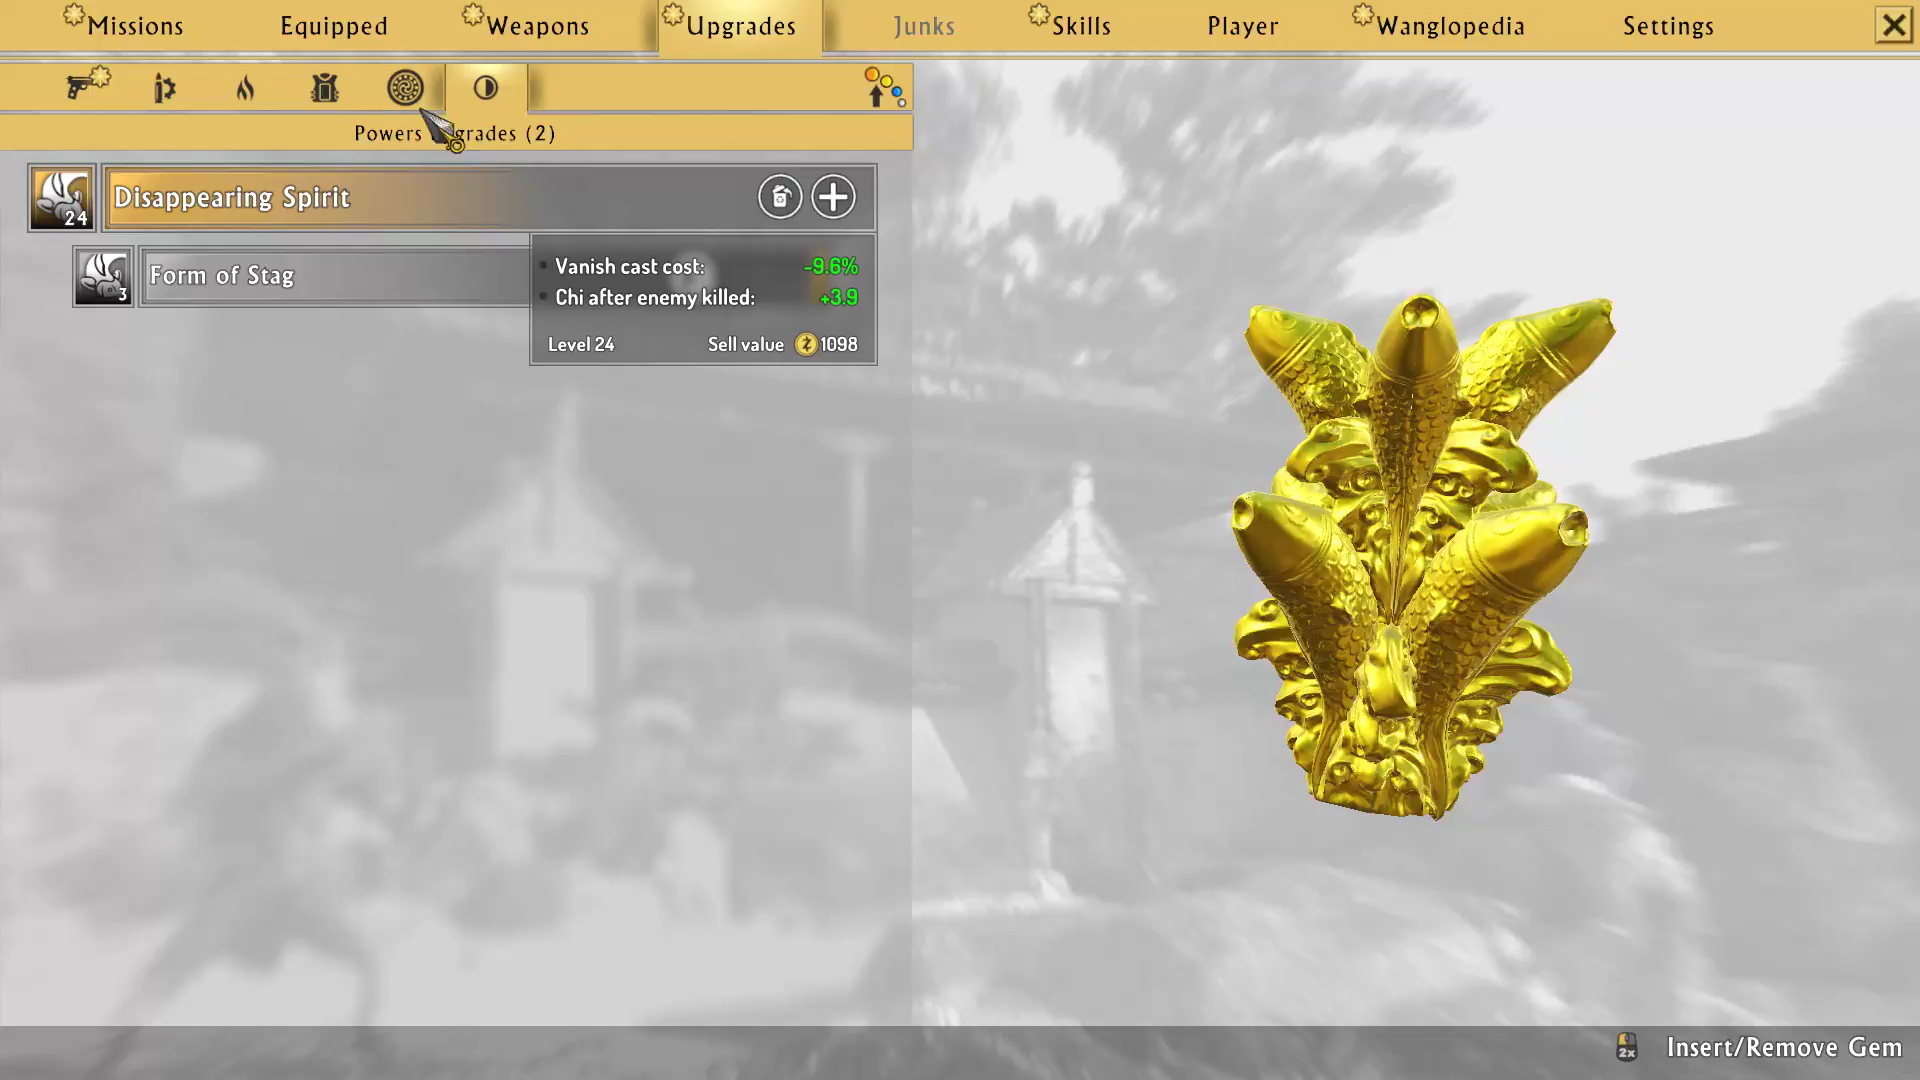 Missions Equipped Weapons Upgrades Junks Skills Player Wanglopedia Settings
Powers grades (2)
24 Disappearing Spirit
3 Form of Stag
Vanish cast cost: -9.6%
Chi after enemy killed: +3.9
Level 24 Sell value 1098
2x Insert/Remove Gem